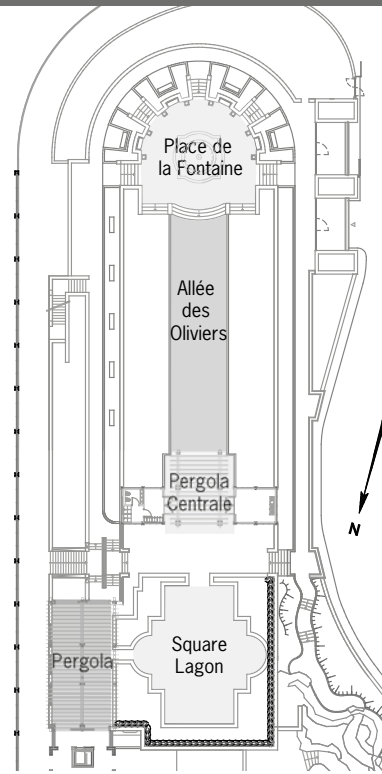 Place de
la Fontaine
Allée
des
Oliviers
Pergola
Centrale
N
Square
Lagon
Pergola